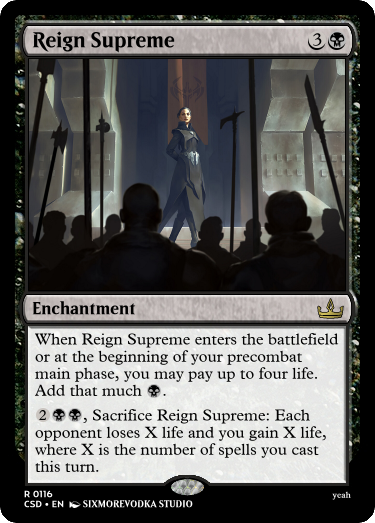 Reign Supreme 3
Enchantment
When Reign Supreme enters the battlefield
or at the beginning of your precombat
main phase, you may pay up to four life.
Add that much .
2 , Sacrifice Reign Supreme: Each
opponent loses X life and you gain X life,
where X is the number of spells you cast
this turn.
R 0116 yeah
CSD • EN SIXMOREVODKA STUDIO